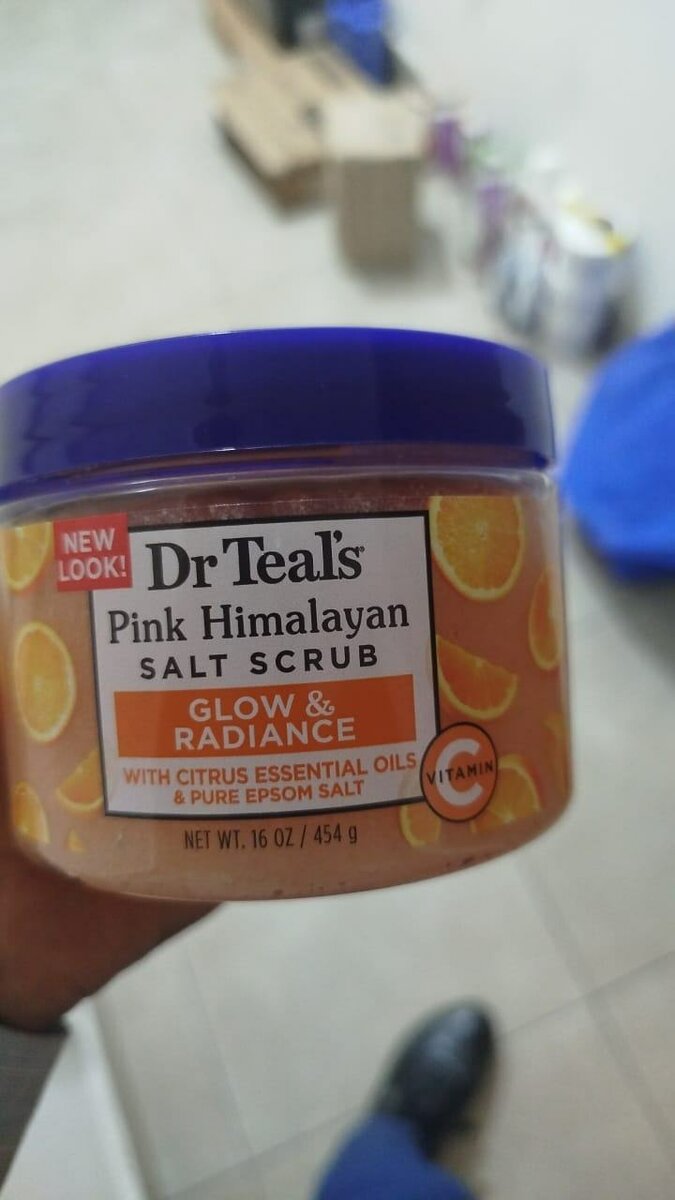 NEW
LOOK!
Dr Teal's
Pink Himalayan
SALT SCRUB
GLOW &
RADIANCE
WITH CITRUS ESSENTIAL OILS
& PURE EPSOM SALT
C
VITAMIN
NET WT. 16 OZ / 454 g